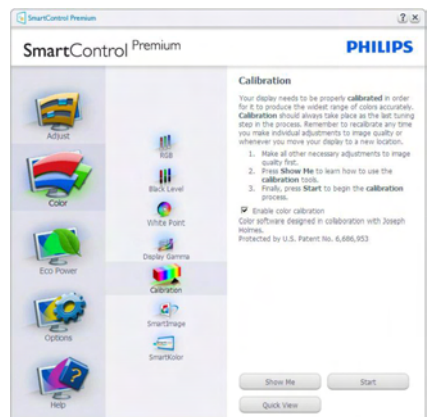 SmartControl Premium
SmartControl Premium
PHILIPS
Adjust
Color
Eco Power
Options
Help
RGB
Black Level
White Point
Display Gamma
Calibration
SmartImage
SmartKolor
Calibration
Your display needs to be properly calibrated in order
for it to produce the widest range of colors accurately.
Calibration should always take place as the last tuning
step in the process. Remember to recalibrate any time
you make individual adjustments to image quality or
whenever you move your display to a new location.
1. Make all other necessary adjustments to image
quality first.
2. Press Show Me to learn how to use the
calibration tools.
3. Finally, press Start to begin the calibration
process.
Enable color calibration
Color software designed in collaboration with Joseph
Holmes.
Protected by U.S. Patent No. 6,686,953
Show Me
Start
Quick View